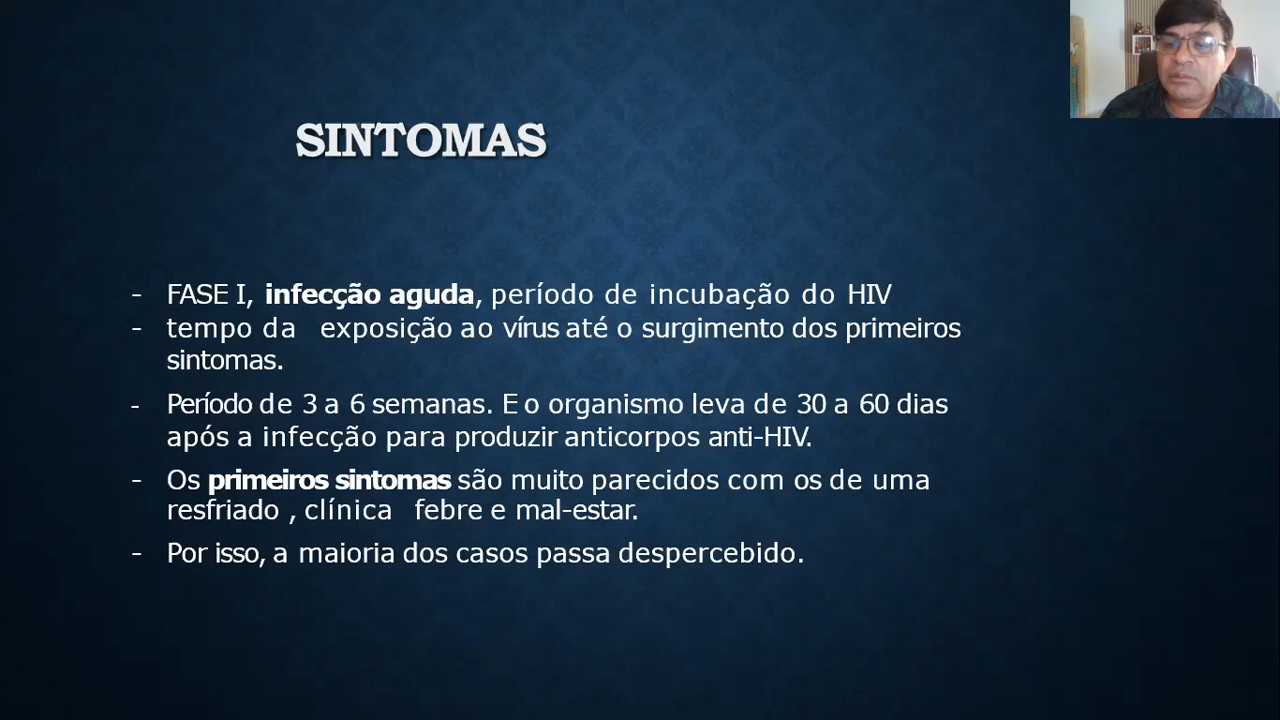 SINTOMAS
- FASE I, infecção aguda, período de incubação do HIV
- tempo da exposição ao vírus até o surgimento dos primeiros
sintomas.
- Período de 3 a 6 semanas. E o organismo leva de 30 a 60 dias
após a infecção para produzir anticorpos anti-HIV.
- Os primeiros sintomas são muito parecidos com os de uma
resfriado , clínica febre e mal-estar.
- Por isso, a maioria dos casos passa despercebido.